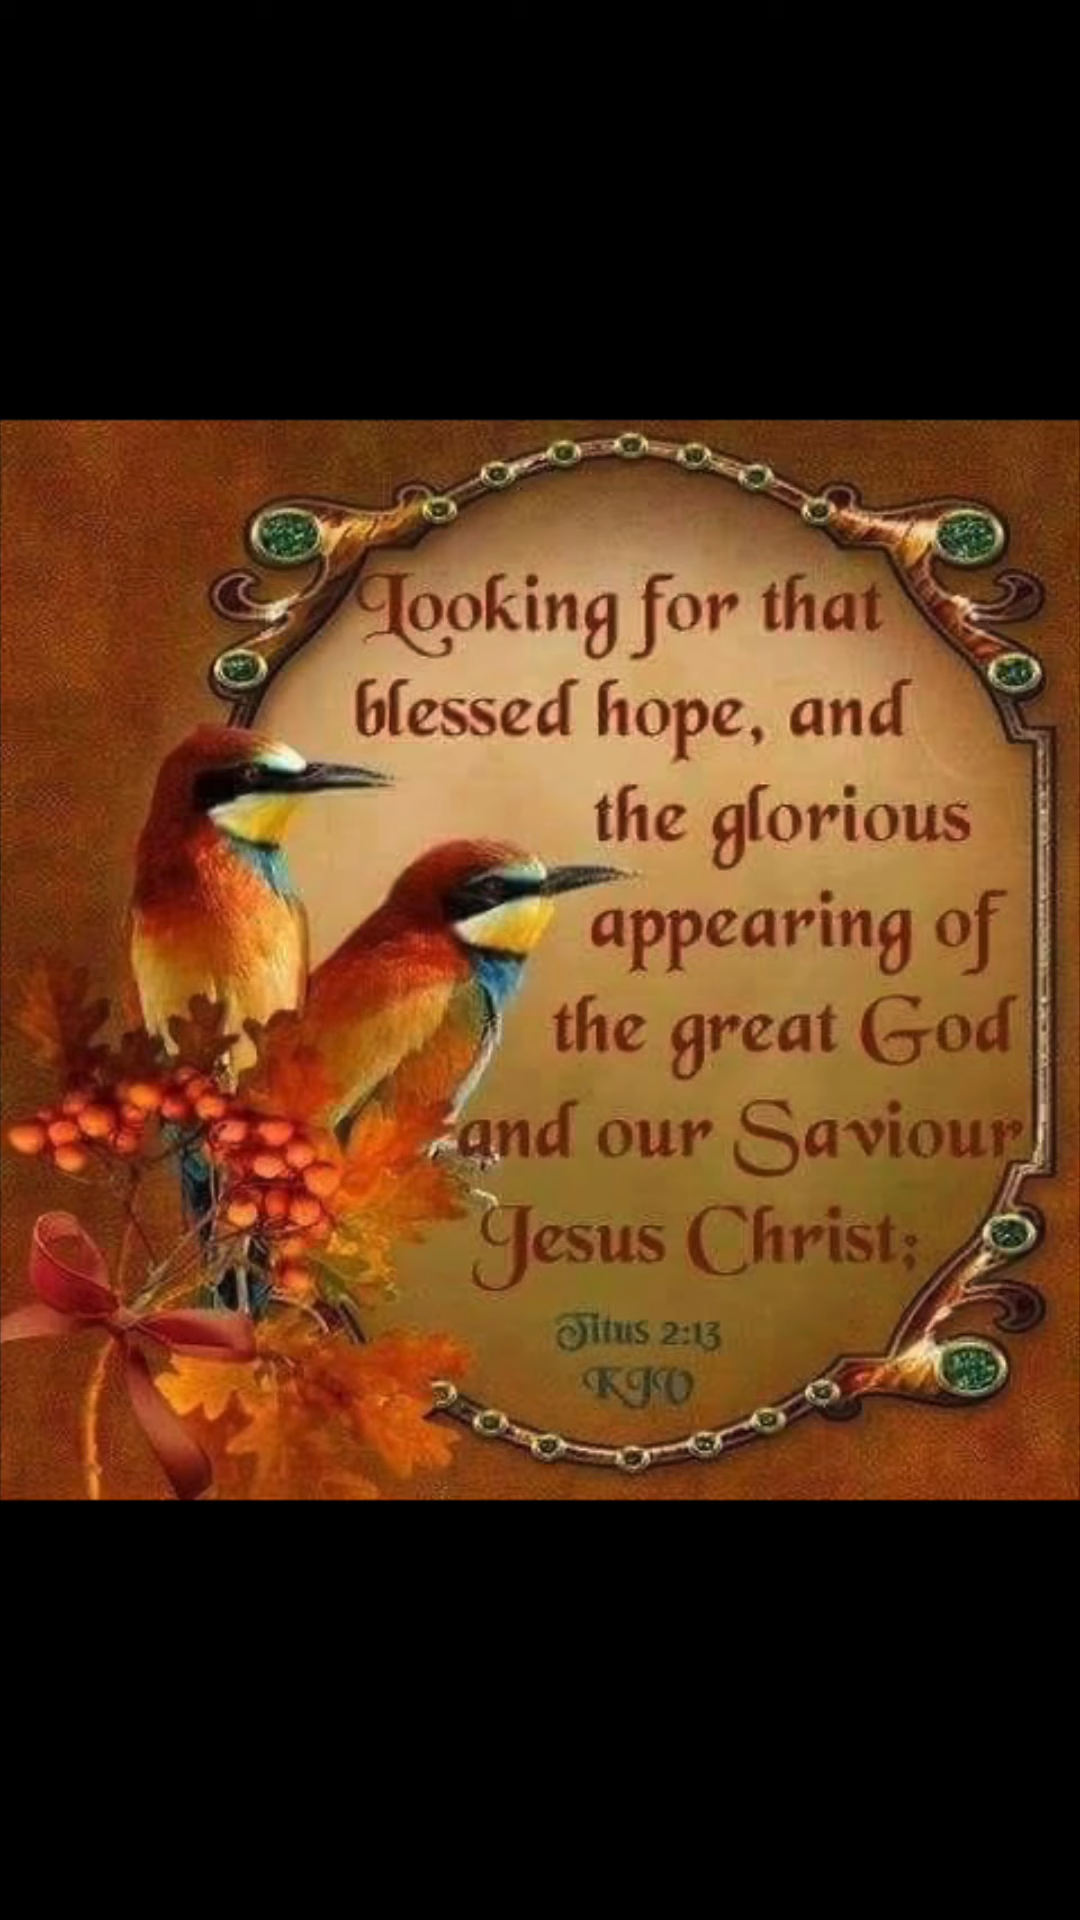 Looking for that
blessed hope, and
the glorious
appearing of
the great God
and our Saviour
Jesus Christ;
Titus 2:13
KJV